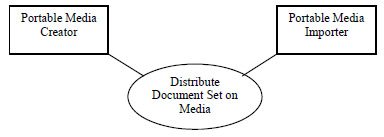 Portable Media
Creator
Portable Media
Importer
Distribute
Document Set on
Media